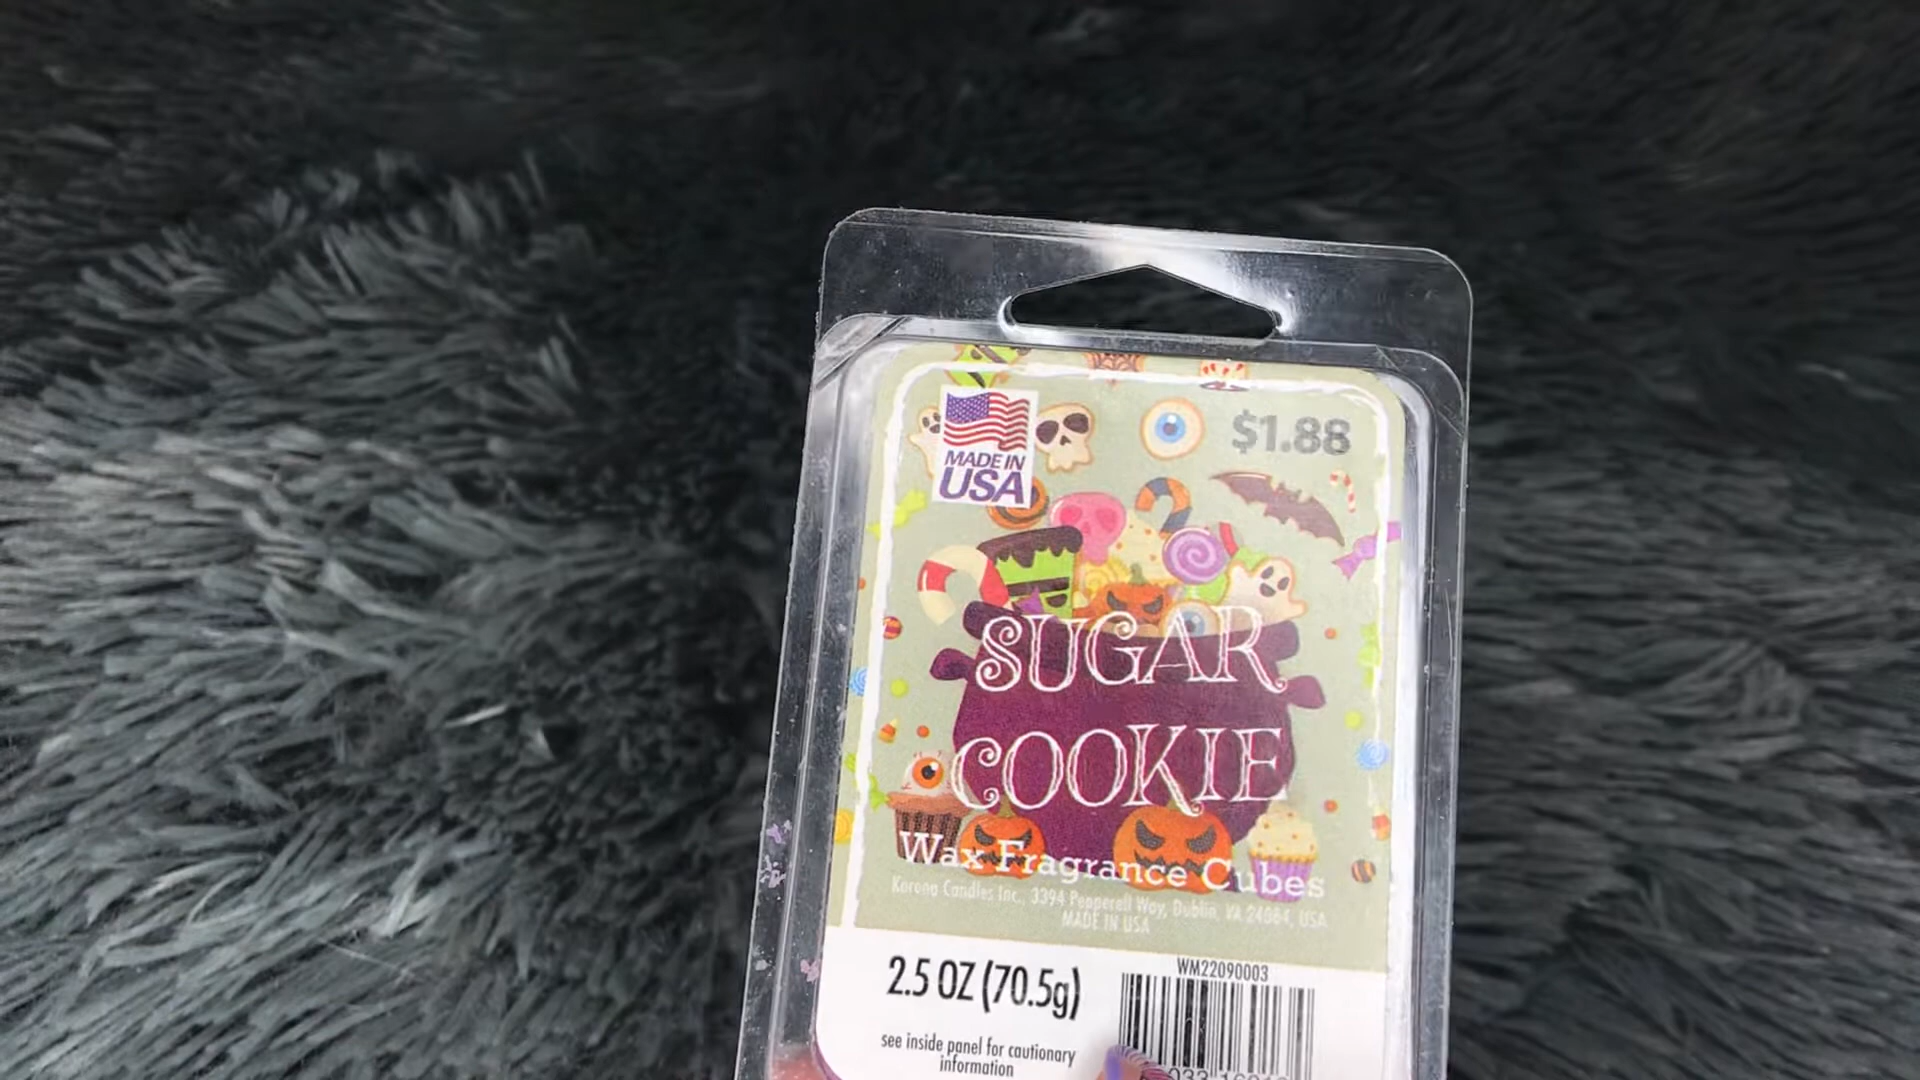 $1.88
MADE IN
USA
SUGAR
COOKIE
Wax Fragrance Cubes
Korona Candles Inc., 3394 Pepperell Way, Dublin, VA 24084, USA
MADE IN USA
2.5 OZ (70.5g)
WM22090003
see inside panel for cautionary
information